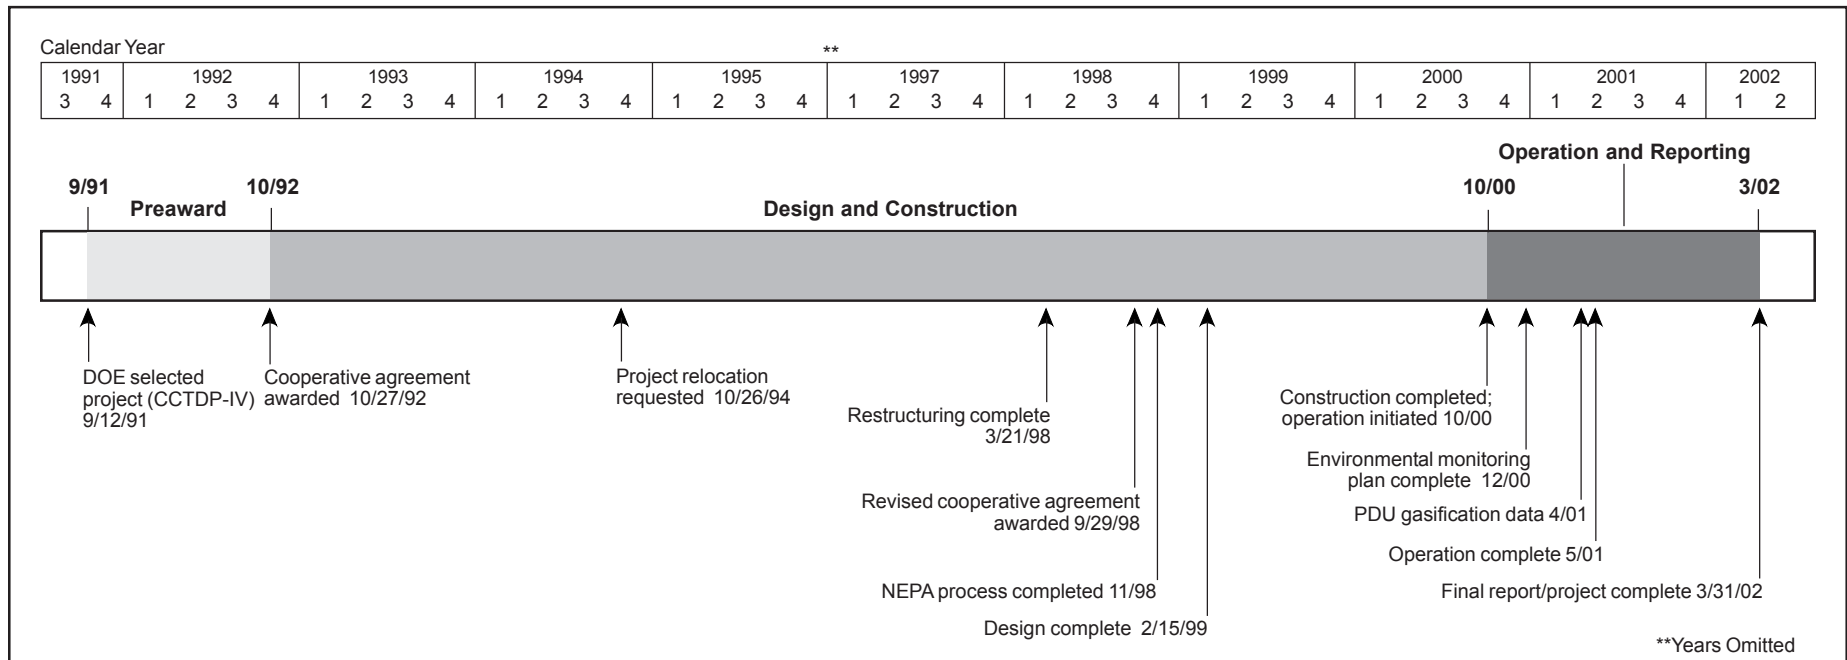 Calendar Year
**
1991 1992 1993 1994 1995 1997 1998 1999 2000 2001 2002
3 4 1 2 3 4 1 2 3 4 1 2 3 4 1 2 3 4 1 2 3 4 1 2 3 4 1 2 3 4 1 2 3 4 1 2 3 4 1 2
Operation and Reporting
9/91 10/92 10/00 3/02
Preaward Design and Construction
DOE selected
project (CCTDP-IV)
9/12/91
Cooperative agreement
awarded 10/27/92
Project relocation
requested 10/26/94
Restructuring complete
3/21/98
Revised cooperative agreement
awarded 9/29/98
NEPA process completed 11/98
Design complete 2/15/99
Construction completed;
operation initiated 10/00
Environmental monitoring
plan complete 12/00
PDU gasification data 4/01
Operation complete 5/01
Final report/project complete 3/31/02
**Years Omitted